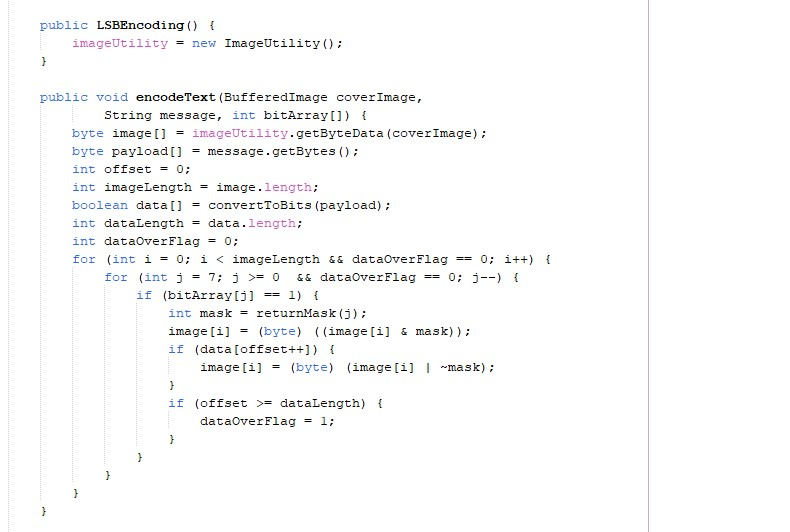 public LSBEncoding() {
    imageUtility = new ImageUtility();
}

public void encodeText(BufferedImage coverImage,
        String message, int bitArray[]) {
    byte image[] = imageUtility.getByteData(coverImage);
    byte payload[] = message.getBytes();
    int offset = 0;
    int imageLength = image.length;
    boolean data[] = convertToBits(payload);
    int dataLength = data.length;
    int dataOverFlag = 0;
    for (int i = 0; i < imageLength && dataOverFlag == 0; i++) {
        for (int j = 7; j >= 0  && dataOverFlag == 0; j--) {
            if (bitArray[j] == 1) {
                int mask = returnMask(j);
                image[i] = (byte) ((image[i] & mask));
                if (data[offset++]) {
                    image[i] = (byte) (image[i] | ~mask);
                }
                if (offset >= dataLength) {
                    dataOverFlag = 1;
                }
            }
        }
    }
}